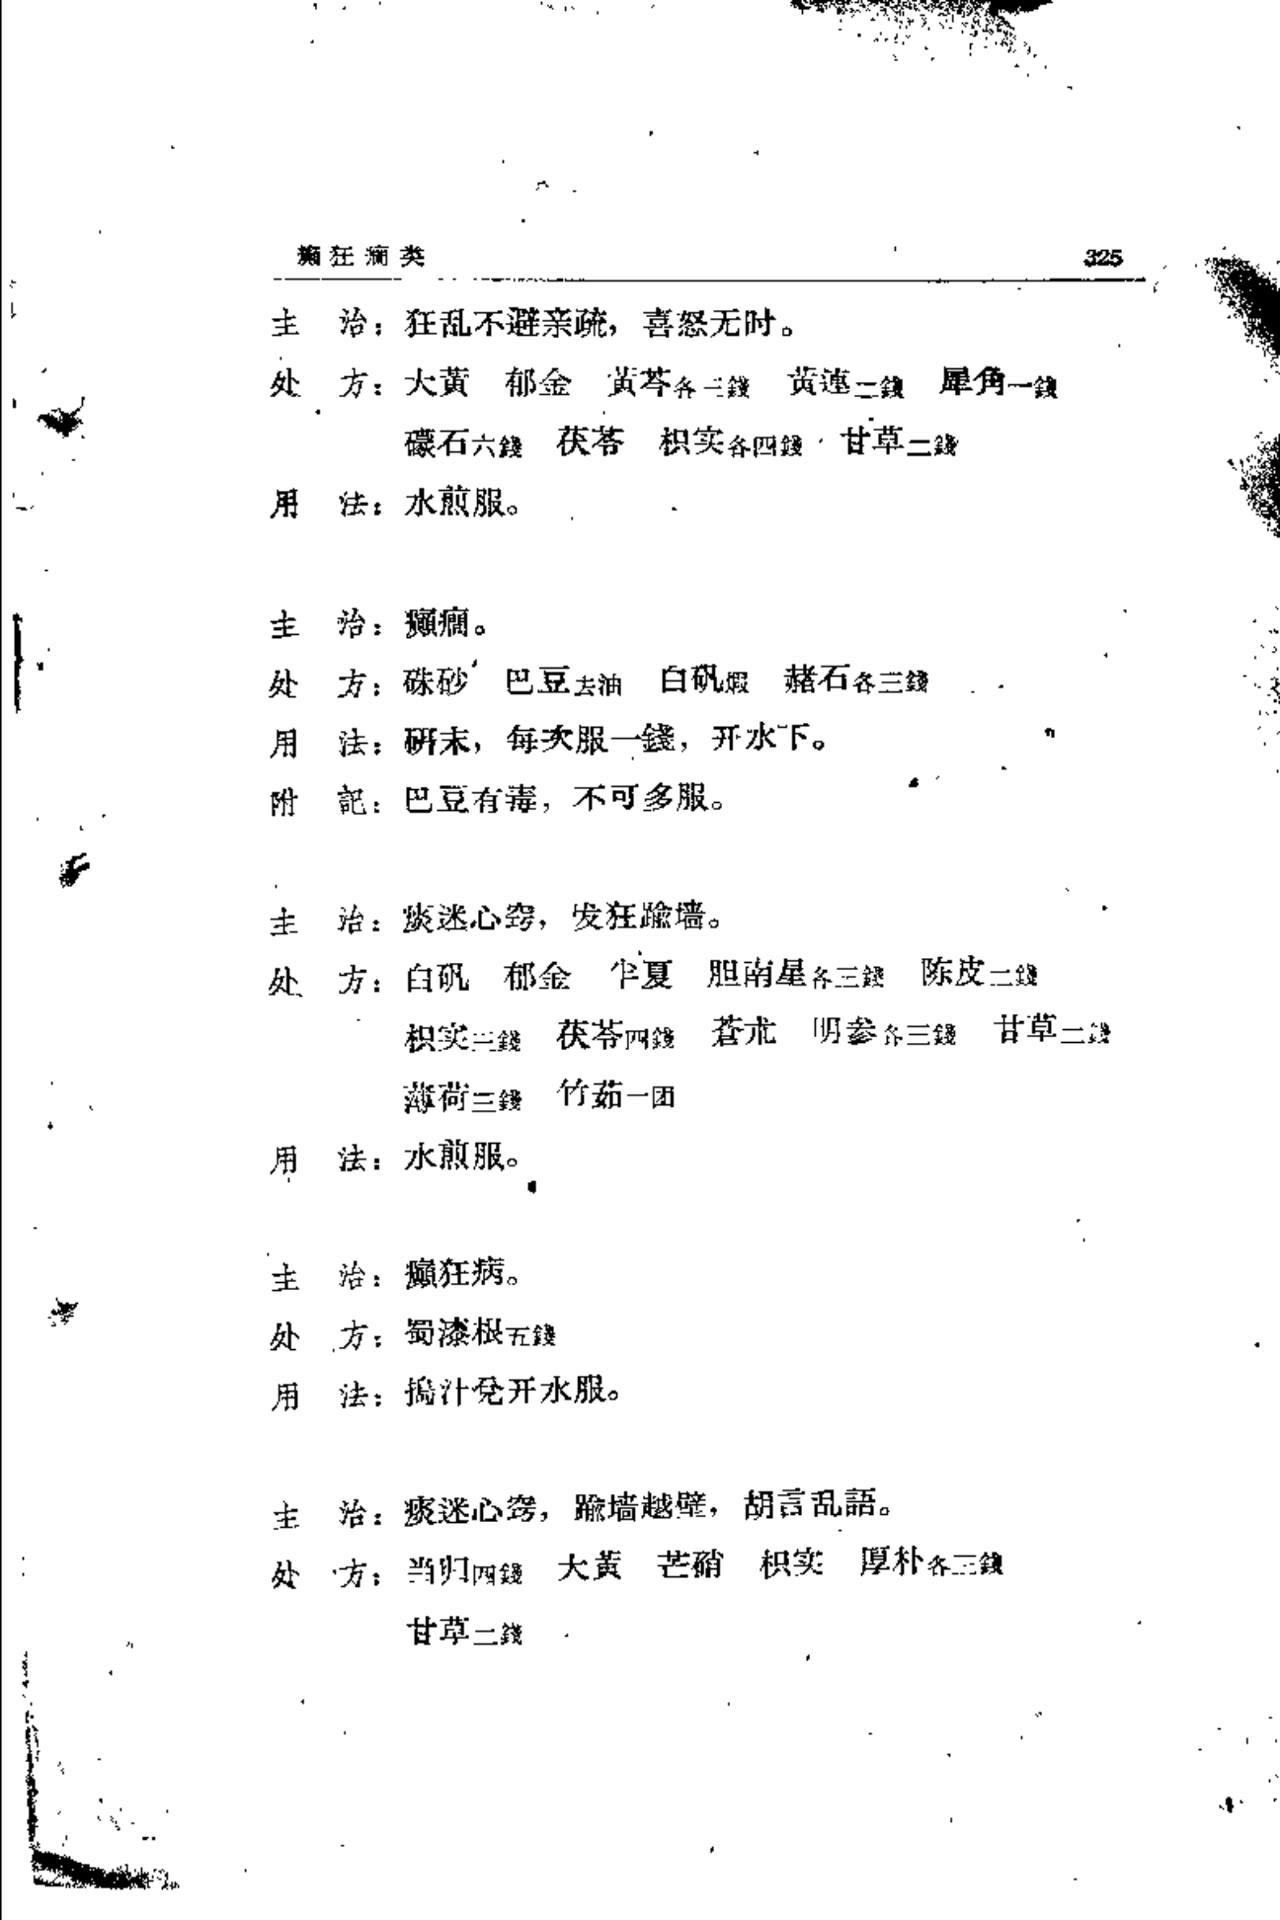 癲狂癇类 325
主　治：狂乱不避亲疏，喜怒无时。
处　方：大黃　郁金　黃芩各三錢　黃連二錢　犀角一錢
礞石六錢　茯苓　枳实各四錢　甘草二錢
用　法：水煎服。
主　治：癲癇。
处　方：硃砂　巴豆去油　白矾煅　赭石各三錢
用　法：研末，每次服一錢，开水下。
附　記：巴豆有毒，不可多服。
主　治：痰迷心窍，发狂踰墙。
处　方：白矾　郁金　半夏　胆南星各三錢　陈皮二錢
枳实三錢　茯苓四錢　蒼朮　明参各三錢　甘草二錢
薄荷三錢　竹茹一团
用　法：水煎服。
主　治：癲狂病。
处　方：蜀漆根五錢
用　法：搗汁兌开水服。
主　治：痰迷心窍，踰墙越壁，胡言乱語。
处　方：当归四錢　大黃　芒硝　枳实　厚朴各三錢
甘草二錢